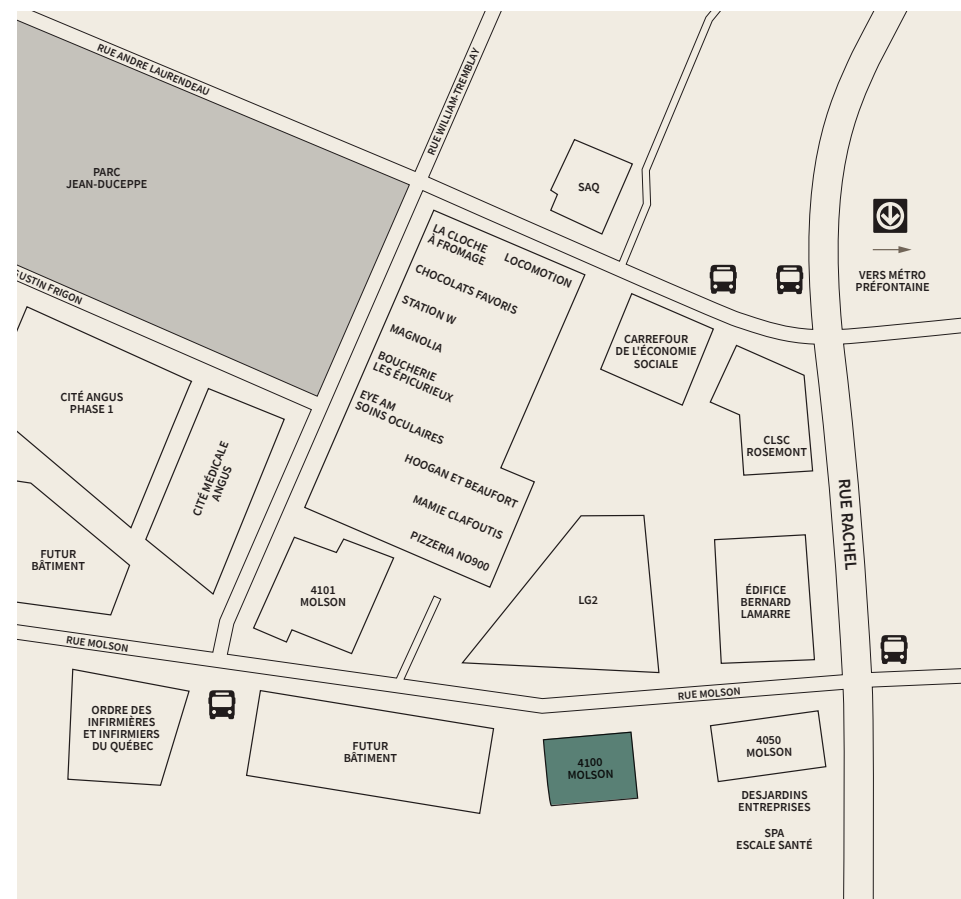 RUE ANDRE LAURENDEAU
RUE WILLIAM-TREMBLAY
PARC
JEAN-DUCEPPE
SAQ
VERS MÉTRO
PRÉFONTAINE
LA CLOCHE
À FROMAGE
LOCOMOTION
CHOCOLATS FAVORIS
STATION W
MAGNOLIA
BOUCHERIE
LES ÉPICURIEUX
EYE AM
SOINS OCULAIRES
HOOGAN ET BEAUFORT
MAMIE CLAFOUTIS
PIZZERIA NO900
GUSTIN FRIGON
CARREFOUR
DE L'ÉCONOMIE
SOCIALE
CITÉ ANGUS
PHASE 1
CITÉ MÉDICALE
ANGUS
CLSC
ROSEMONT
RUE RACHEL
FUTUR
BÂTIMENT
4101
MOLSON
LG2
ÉDIFICE
BERNARD
LAMARRE
RUE MOLSON
RUE MOLSON
ORDRE DES
INFIRMIÈRES
ET INFIRMIERS
DU QUÉBEC
FUTUR
BÂTIMENT
4100
MOLSON
4050
MOLSON
DESJARDINS
ENTREPRISES
SPA
ESCALE SANTÉ